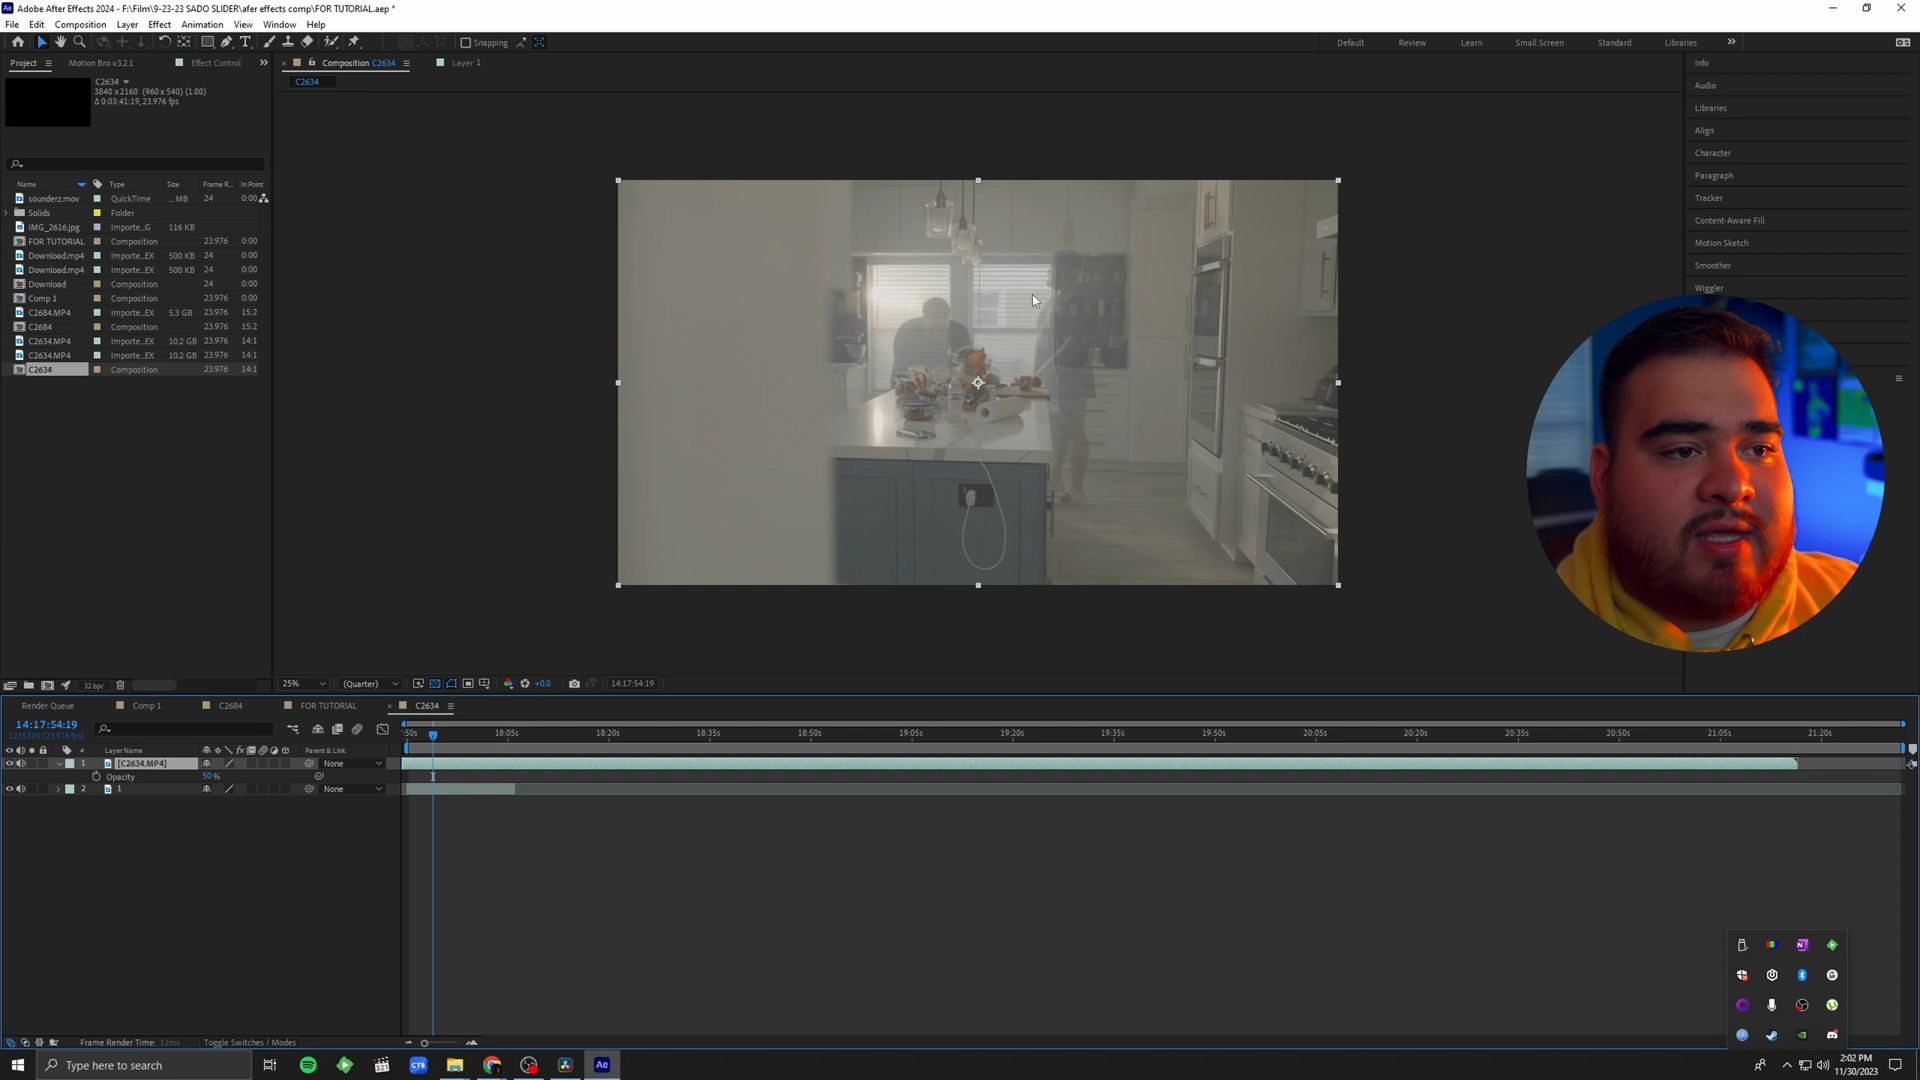 Adobe After Effects 2024 - F:\Film\9-23-23 SADO SLIDER\afer effects comp\FOR TUTORIAL.aep *
File Edit Composition Layer Effect Animation View Window Help
Snapping
Default Review Learn Small Screen Standard Libraries
Project Motion Bro v3.2.1 Effect Control
Composition C2634 Layer 1
C2634
C2634
3840 x 2160 (960 x 540) (1.00)
Δ 0:03:41:19, 23.976 fps
Name Type Size Frame R... In Point
sounderz.mov QuickTime ... MB 24 0:00
Solids Folder
IMG_2616.jpg Importe...G 116 KB
FOR TUTORIAL Composition 23.976 0:00
Download.mp4 Importe...EX 500 KB 24 0:00
Download.mp4 Importe...EX 500 KB 24 0:00
Download Composition 24 0:00
Comp 1 Composition 23.976 0:00
C2684.MP4 Importe...EX 5.3 GB 23.976 15:2
C2684 Composition 23.976 15:2
C2634.MP4 Importe...EX 10.2 GB 23.976 14:1
C2634.MP4 Importe...EX 10.2 GB 23.976 14:1
C2634 Composition 23.976 14:1
Info
Audio
Libraries
Align
Character
Paragraph
Tracker
Content-Aware Fill
Motion Sketch
Smoother
Wiggler
32 bpc
25% (Quarter) +0.0 14:17:54:19
Render Queue Comp 1 C2684 FOR TUTORIAL C2634
14:17:54:19
1235395 (23.976 fps)
:50s 18:05s 18:20s 18:35s 18:50s 19:05s 19:20s 19:35s 19:50s 20:05s 20:20s 20:35s 20:50s 21:05s 21:20s
# Layer Name Parent & Link
1 [C2634.MP4] None
Opacity 50 %
2 1 None
Frame Render Time: 12ms Toggle Switches / Modes
Type here to search
321
CTB
Ae
2:02 PM
11/30/2023